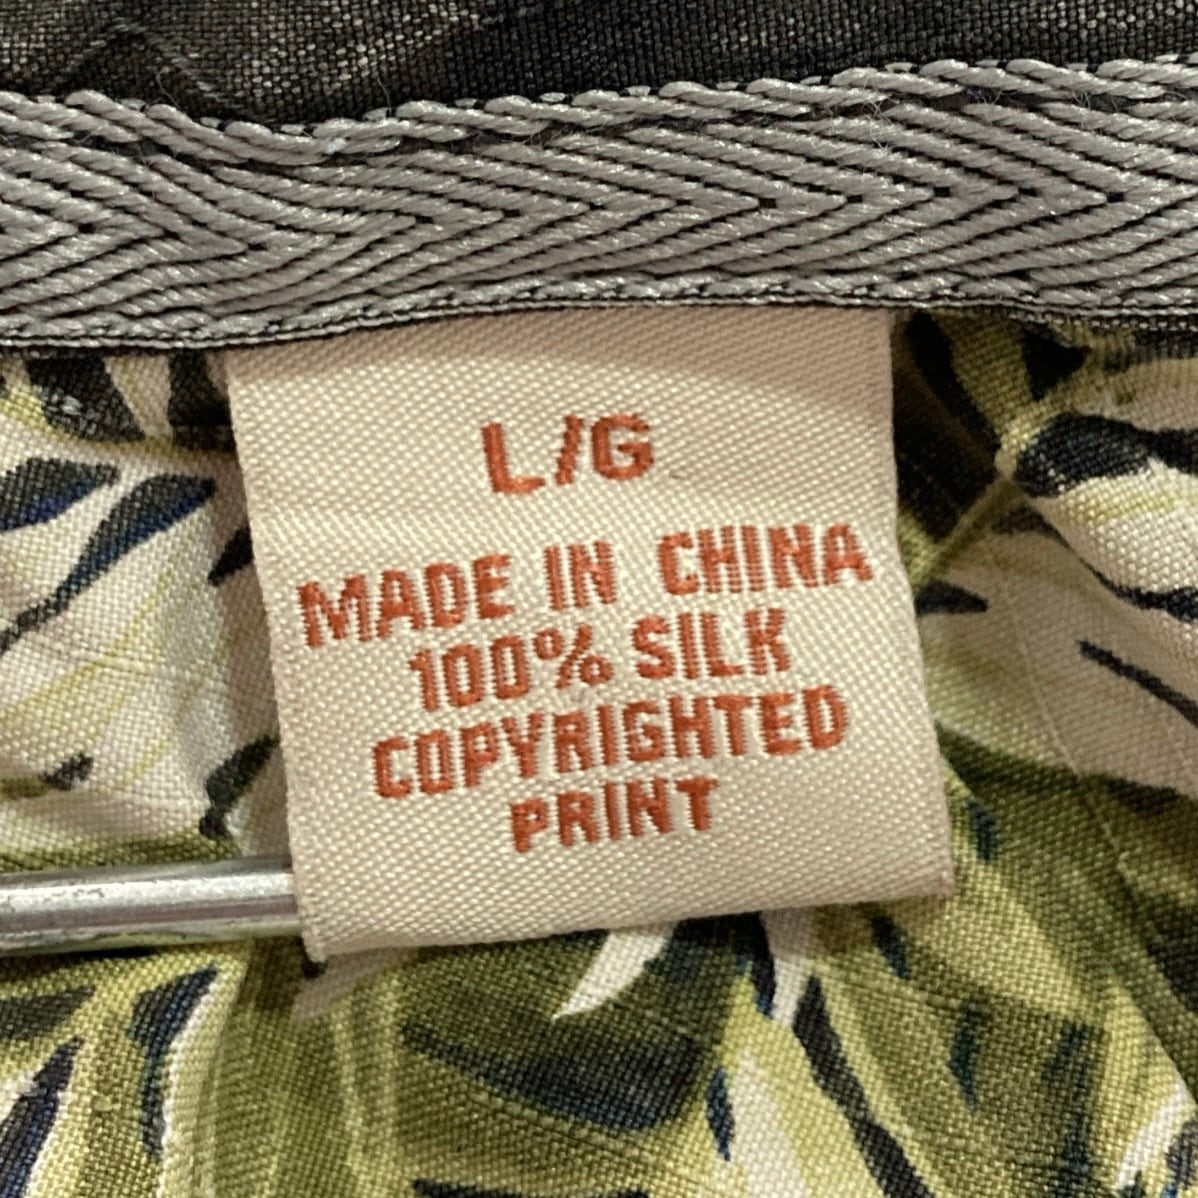 L/G
MADE IN CHINA
100% SILK
COPYRIGHTED
PRINT